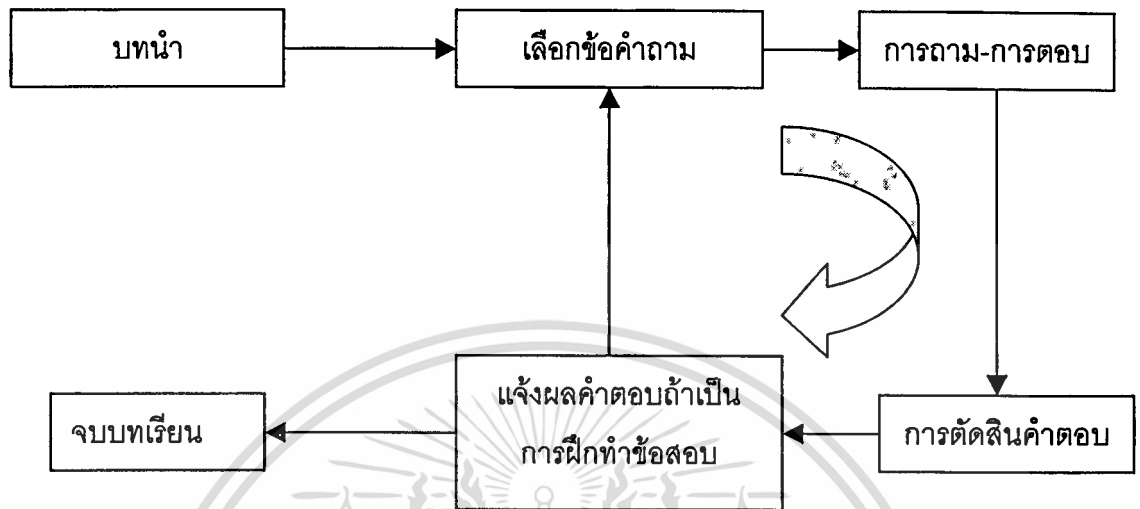 บทนำ
เลือกข้อคำถาม
การถาม-การตอบ
แจ้งผลคำตอบถ้าเป็น
การฝึกทำข้อสอบ
จบบทเรียน
การตัดสินคำตอบ